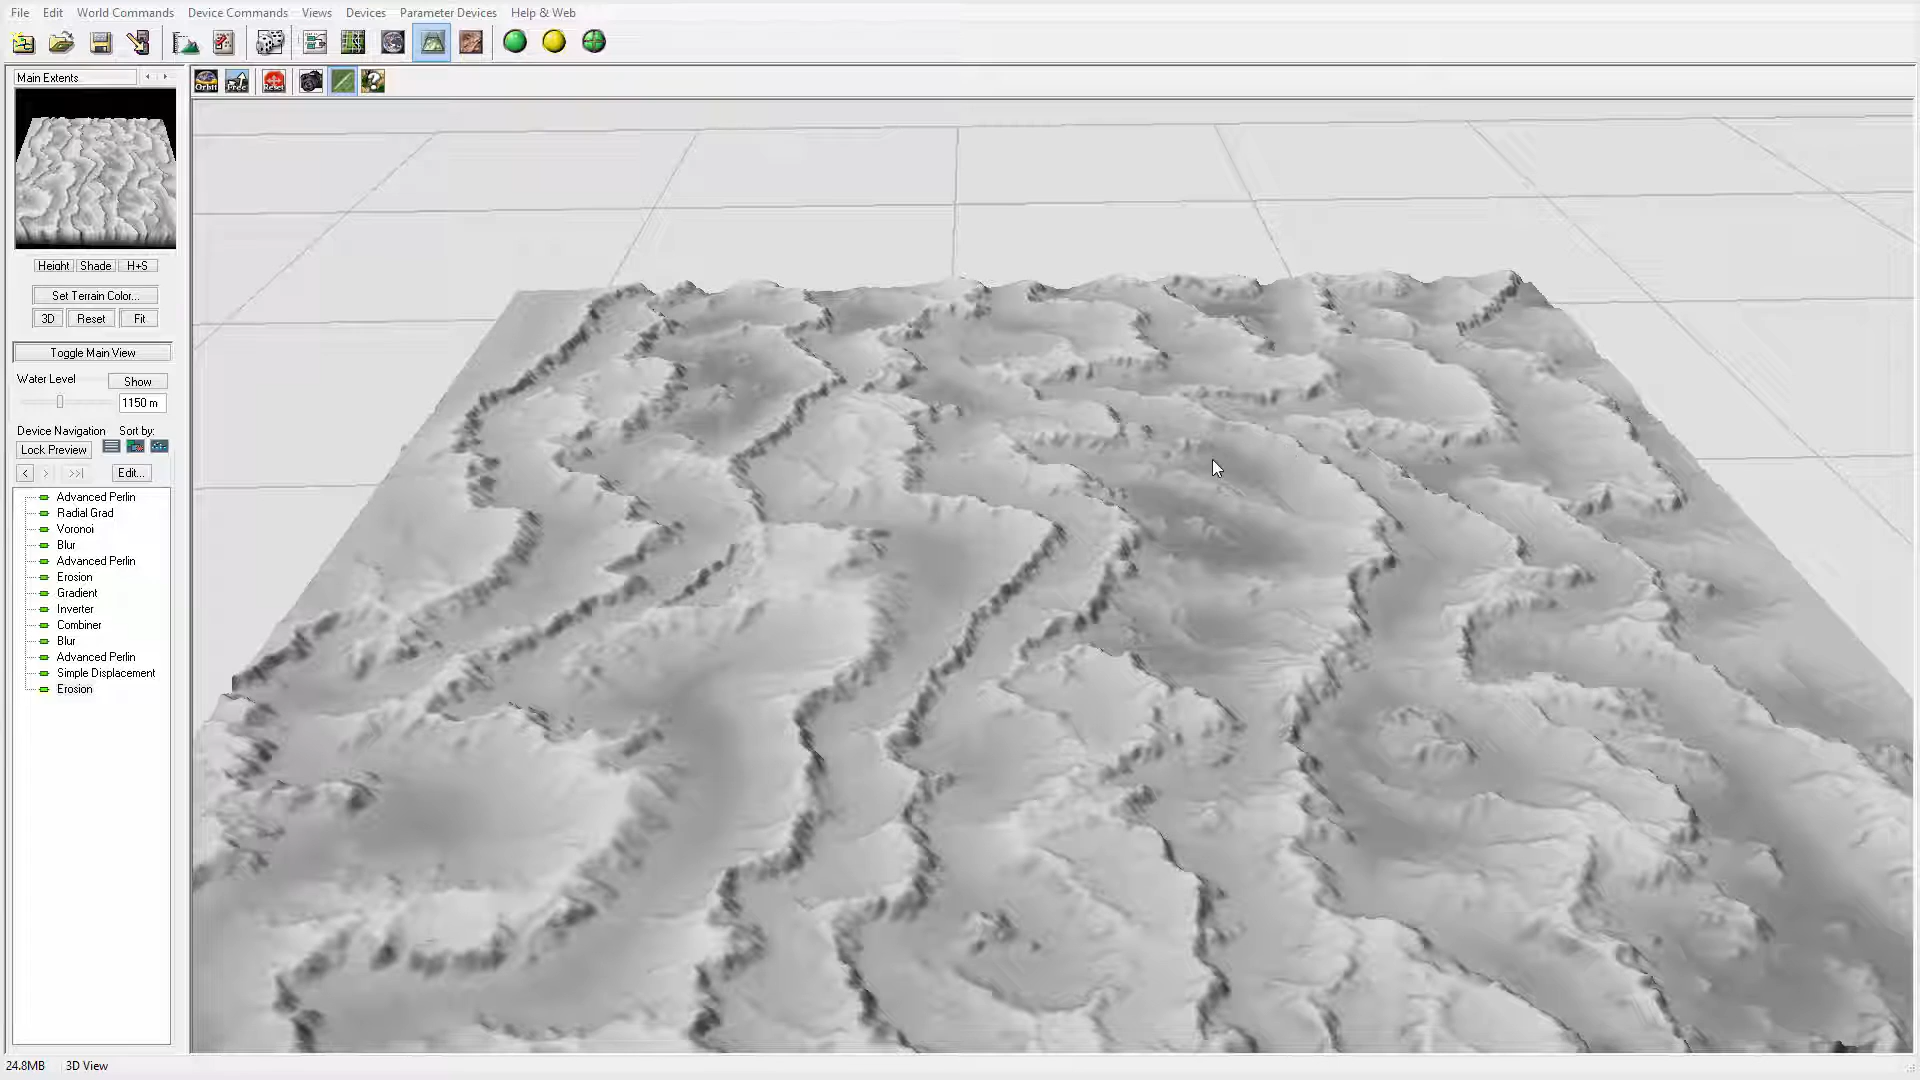 File Edit World Commands Device Commands Views Devices Parameter Devices Help & Web
Orbit Free Reset
Main Extents
Height Shade H+S
Set Terrain Color...
3D Reset Fit
Toggle Main View
Water Level Show
1150 m
Device Navigation Sort by:
Lock Preview
< > >>| Edit...
Advanced Perlin
Radial Grad
Voronoi
Blur
Advanced Perlin
Erosion
Gradient
Inverter
Combiner
Blur
Advanced Perlin
Simple Displacement
Erosion
24.8MB 3D View